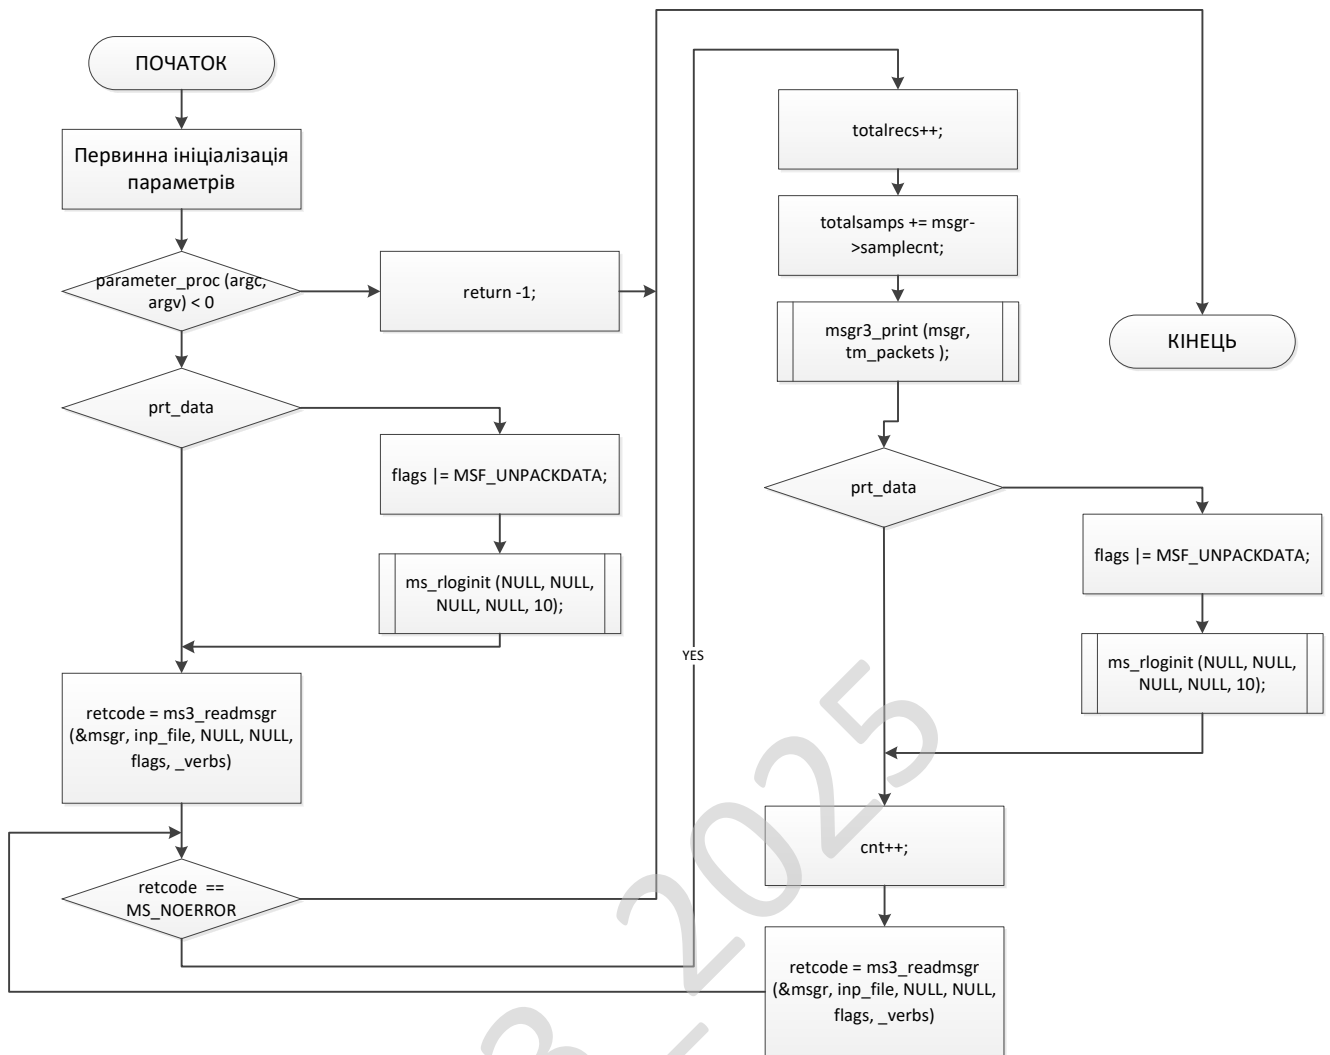 ПОЧАТОК
Первинна ініціалізація
параметрів
parameter_proc (argc,
argv) < 0
return -1;
prt_data
flags |= MSF_UNPACKDATA;
ms_rloginit (NULL, NULL,
NULL, NULL, 10);
retcode = ms3_readmsgr
(&msgr, inp_file, NULL, NULL,
flags, _verbs)
retcode ==
MS_NOERROR
YES
totalrecs++;
totalsamps += msgr-
>samplecnt;
msgr3_print (msgr,
tm_packets );
prt_data
flags |= MSF_UNPACKDATA;
ms_rloginit (NULL, NULL,
NULL, NULL, 10);
cnt++;
retcode = ms3_readmsgr
(&msgr, inp_file, NULL, NULL,
flags, _verbs)
КІНЕЦЬ
3_2025